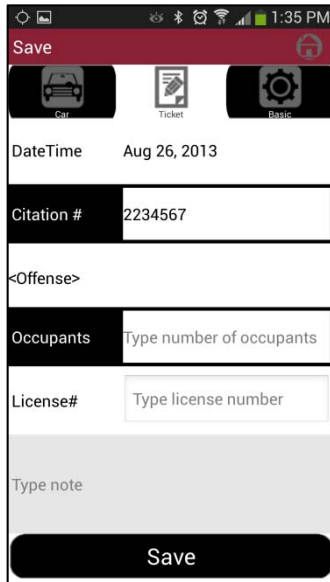 1:35 PM
Save
Car Ticket Basic
DateTime Aug 26, 2013
Citation # 2234567
<Offense>
Occupants Type number of occupants
License# Type license number
Type note
Save